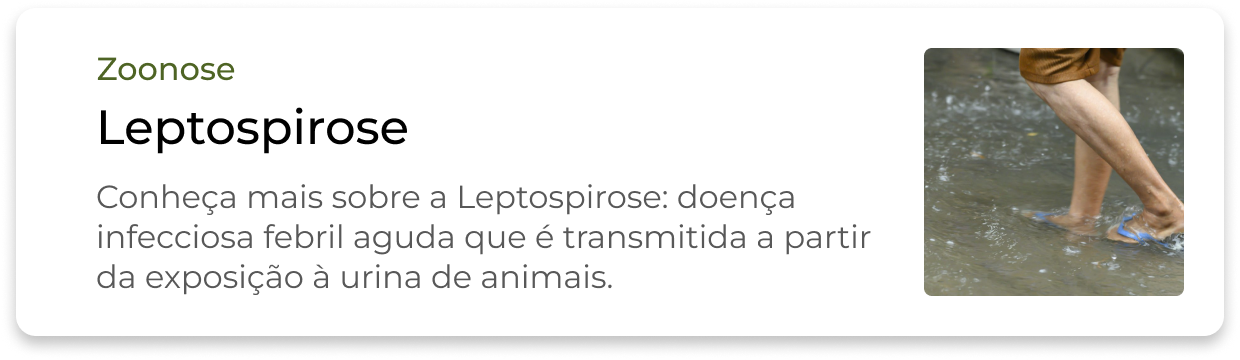 Zoonose
Leptospirose
Conheça mais sobre a Leptospirose: doença
infecciosa febril aguda que é transmitida a partir
da exposição à urina de animais.